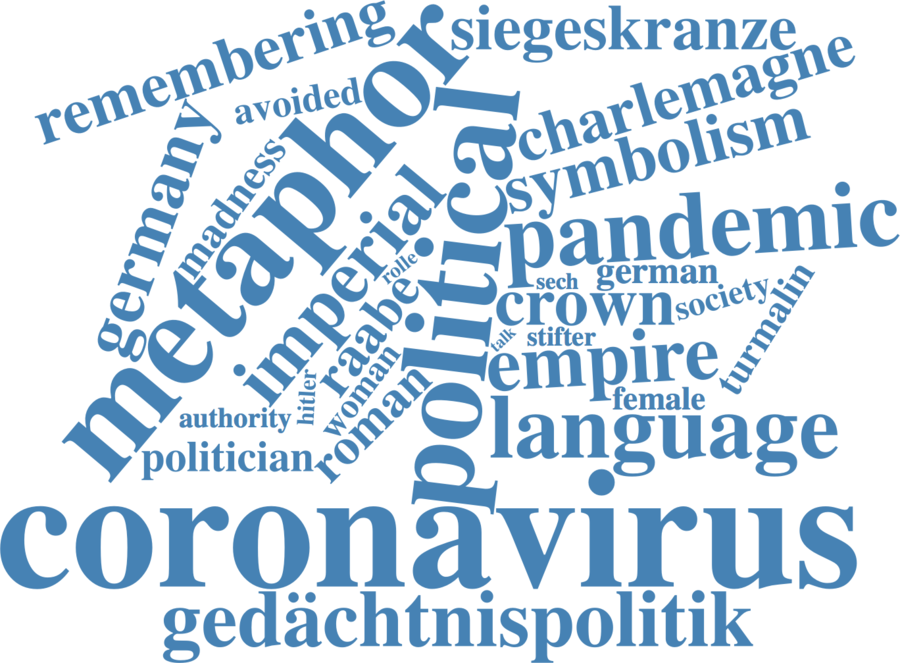 remembering
siegeskranze
metaphor
avoided
charlemagne
political
symbolism
germany
madness
imperial
pandemic
rolle
sech
german
crown
society
turmalin
raabe
talk
stifter
empire
woman
hitler
roman
female
authority
language
politician
coronavirus
gedächtnispolitik